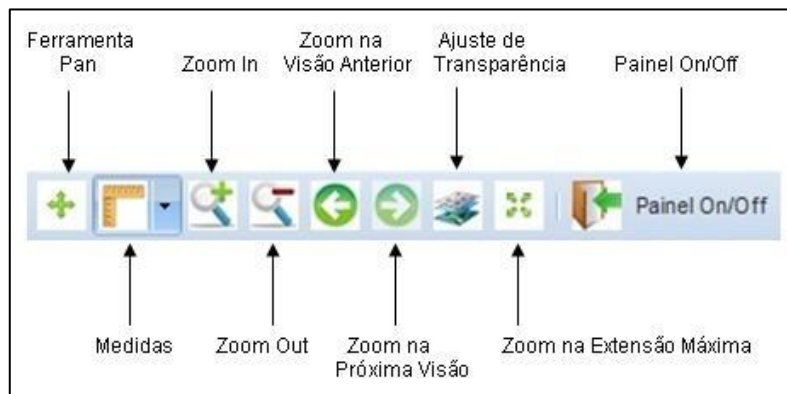 Ferramenta
Pan
Zoom In
Zoom na
Visão Anterior
Ajuste de
Transparência
Painel On/Off
Painel On/Off
Medidas
Zoom Out
Zoom na
Próxima Visão
Zoom na Extensão Máxima